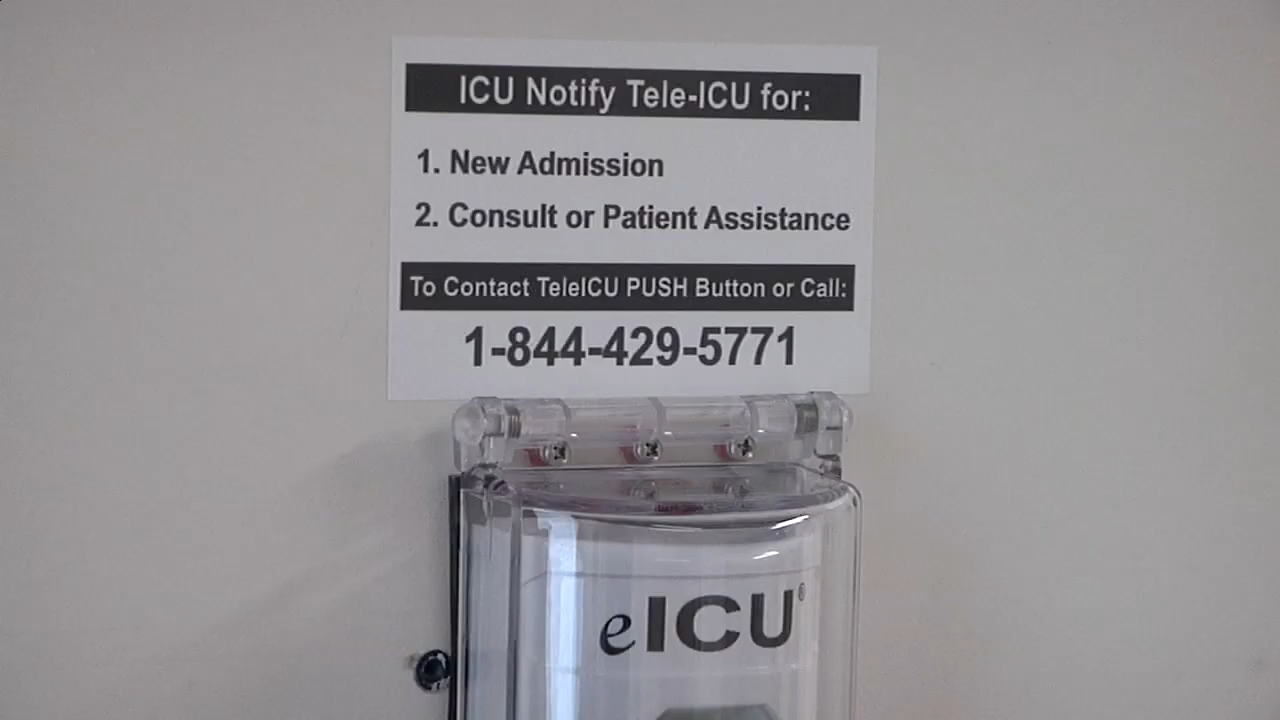 ICU Notify Tele-ICU for:
1. New Admission
2. Consult or Patient Assistance
To Contact TeleICU PUSH Button or Call:
1-844-429-5771
eICU®